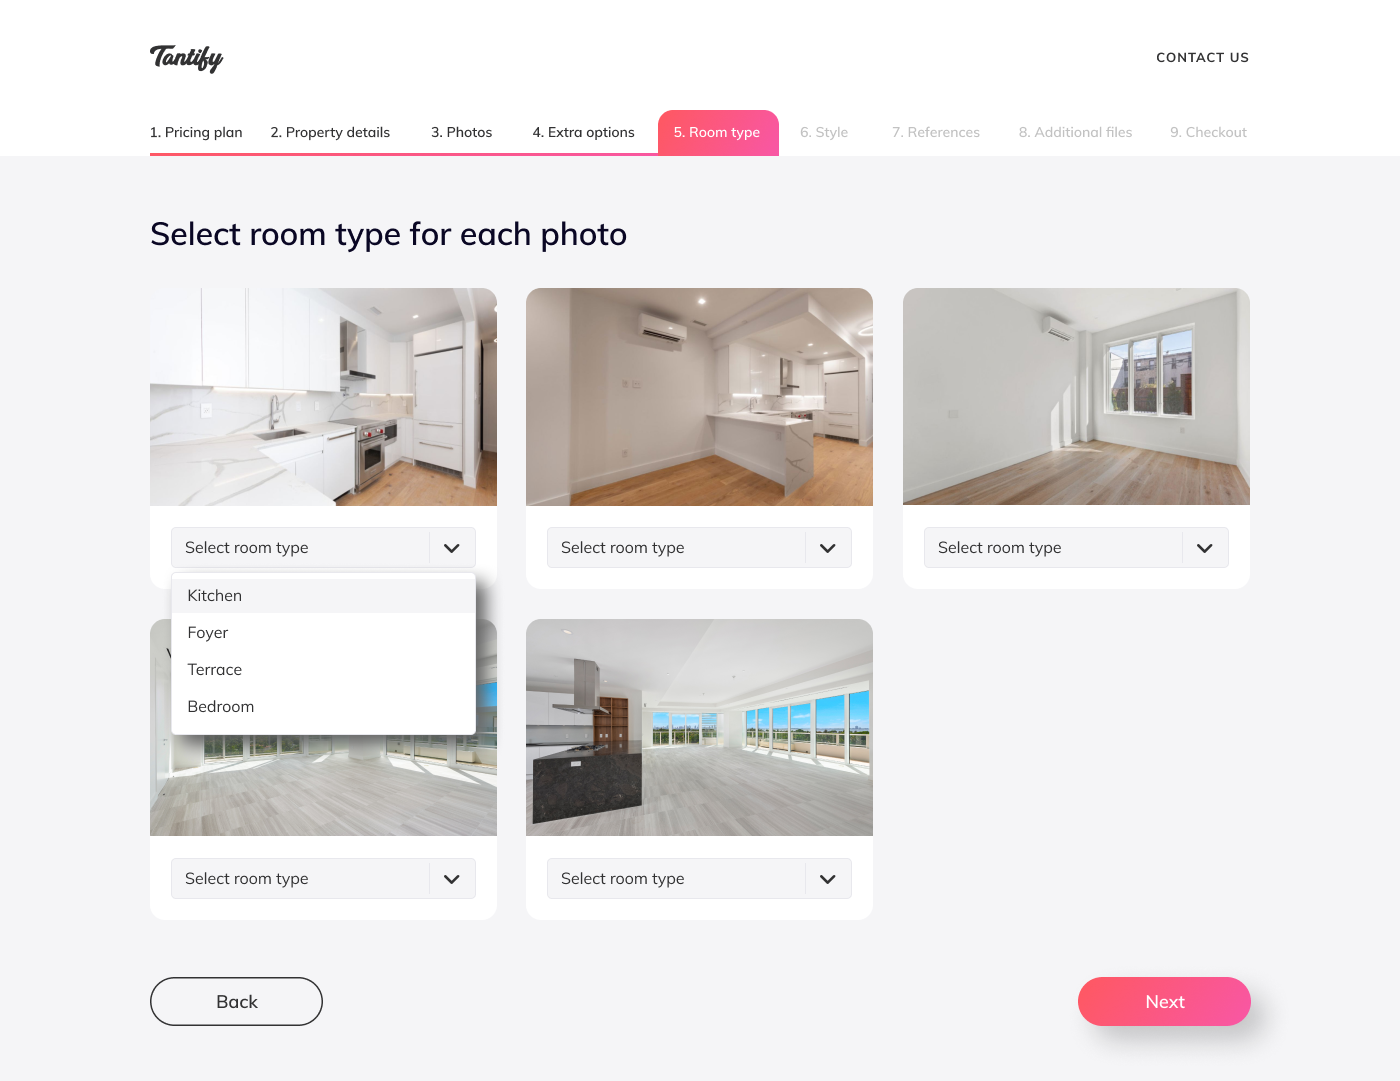 Tantify
CONTACT US
1. Pricing plan
2. Property details
3. Photos
4. Extra options
5. Room type
6. Style
7. References
8. Additional files
9. Checkout
Select room type for each photo
Select room type
Select room type
Select room type
Kitchen
Foyer
Terrace
Bedroom
Select room type
Select room type
Back
Next